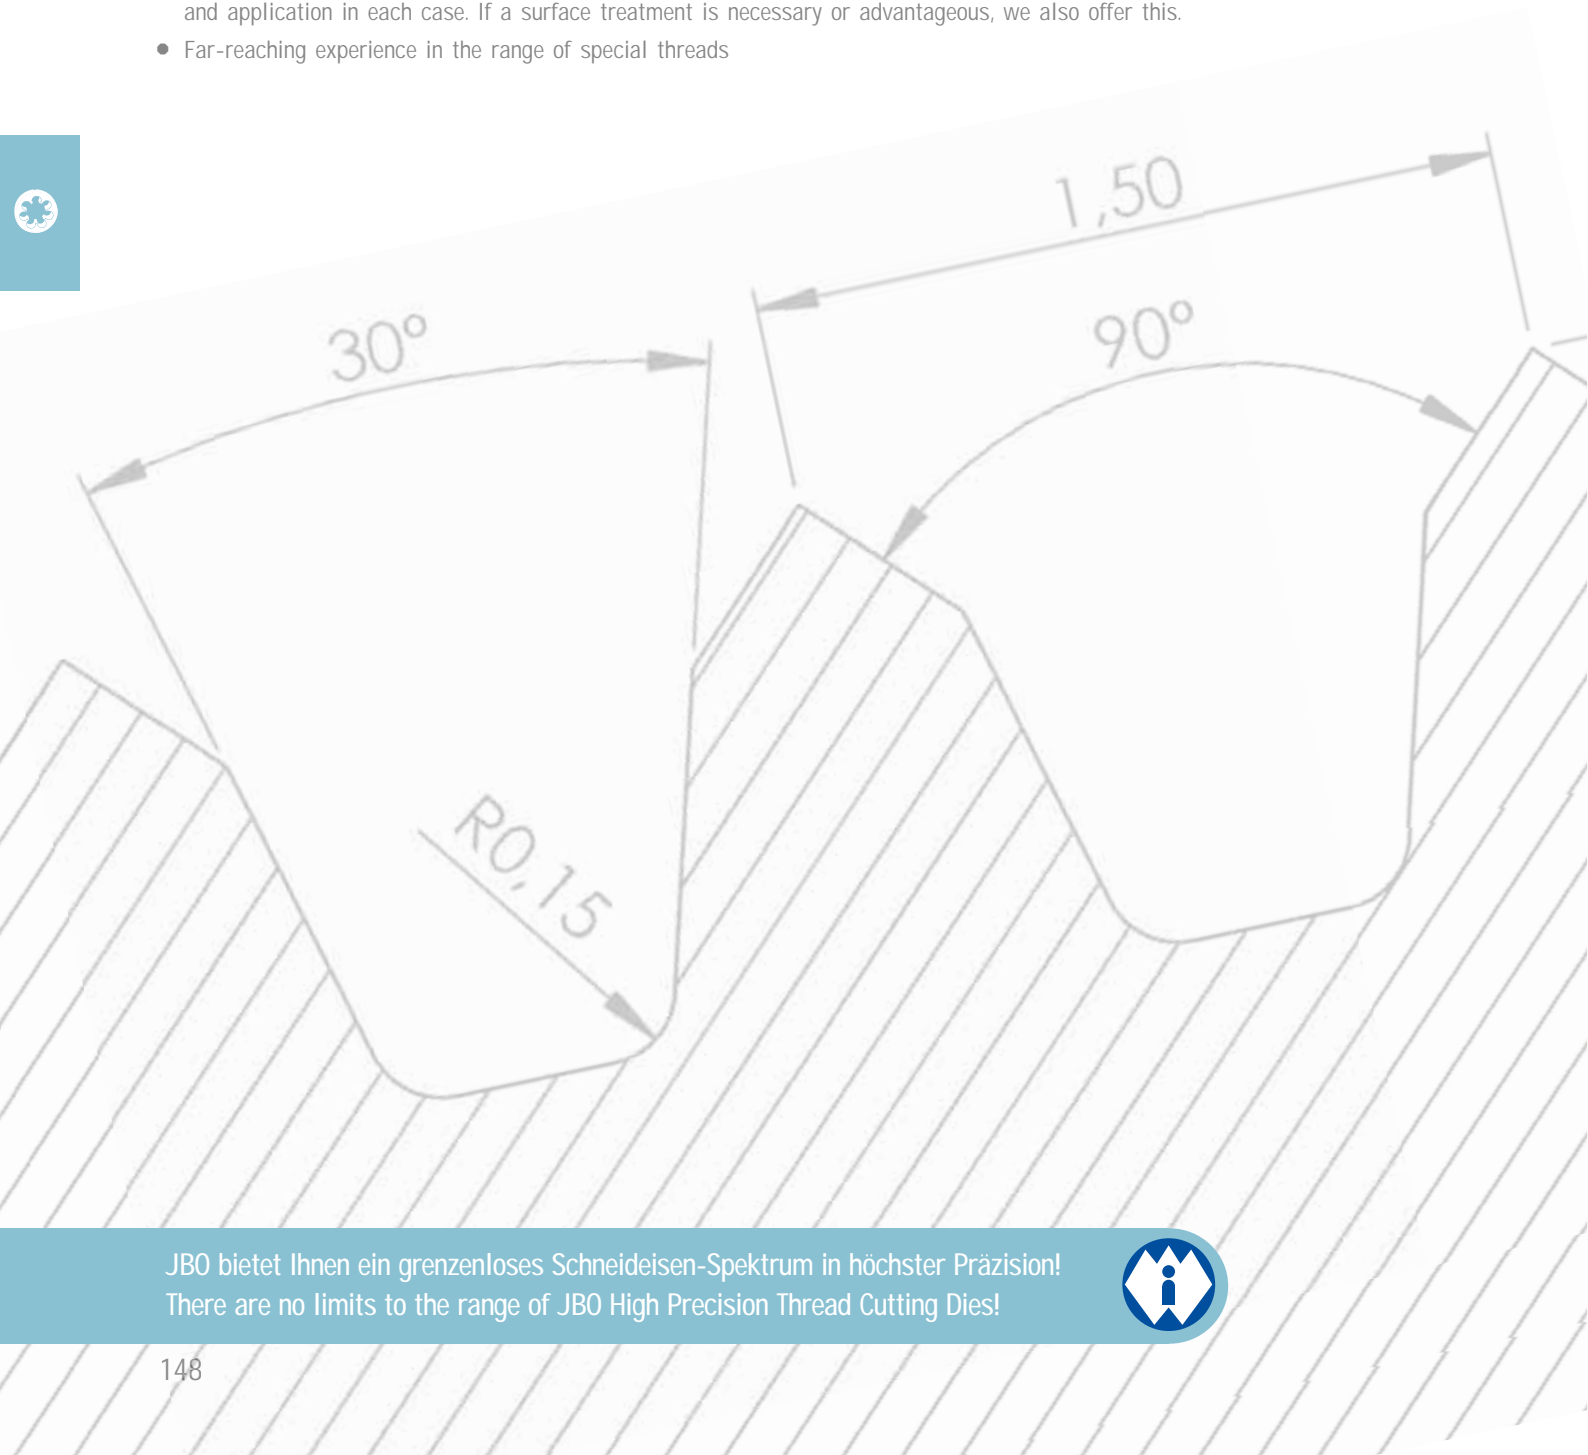 and application in each case. If a surface treatment is necessary or advantageous, we also offer this.
● Far-reaching experience in the range of special threads
1,50
30°
90°
R0,15
JBO bietet Ihnen ein grenzenloses Schneideisen-Spektrum in höchster Präzision!
There are no limits to the range of JBO High Precision Thread Cutting Dies!
i
148